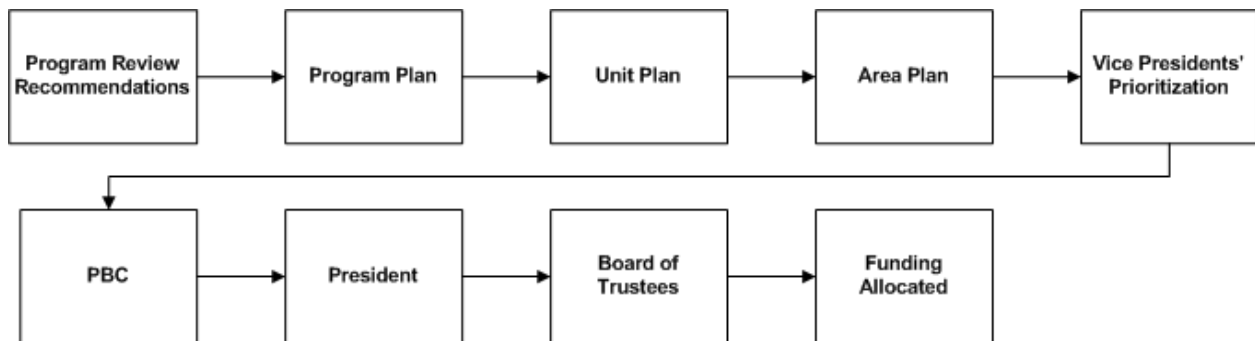 Program Review
Recommendations
Program Plan
Unit Plan
Area Plan
Vice Presidents'
Prioritization
PBC
President
Board of
Trustees
Funding
Allocated